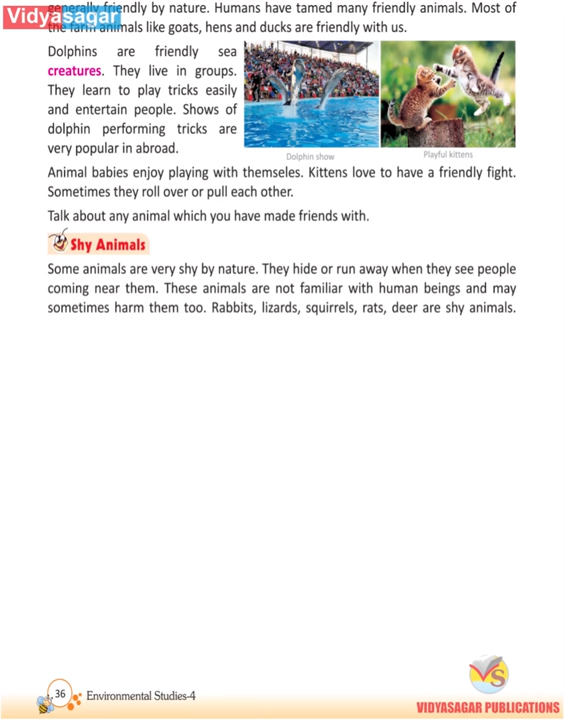 generally friendly by nature. Humans have tamed many friendly animals. Most of
Vidyasagar
the farm animals like goats, hens and ducks are friendly with us.
Dolphins are friendly sea
creatures. They live in groups.
They learn to play tricks easily
and entertain people. Shows of
dolphin performing tricks are
very popular in abroad.
Dolphin show
Playful kittens
Animal babies enjoy playing with themseles. Kittens love to have a friendly fight.
Sometimes they roll over or pull each other.
Talk about any animal which you have made friends with.
Shy Animals
Some animals are very shy by nature. They hide or run away when they see people
coming near them. These animals are not familiar with human beings and may
sometimes harm them too. Rabbits, lizards, squirrels, rats, deer are shy animals.
VS
36 Environmental Studies-4
VIDYASAGAR PUBLICATIONS